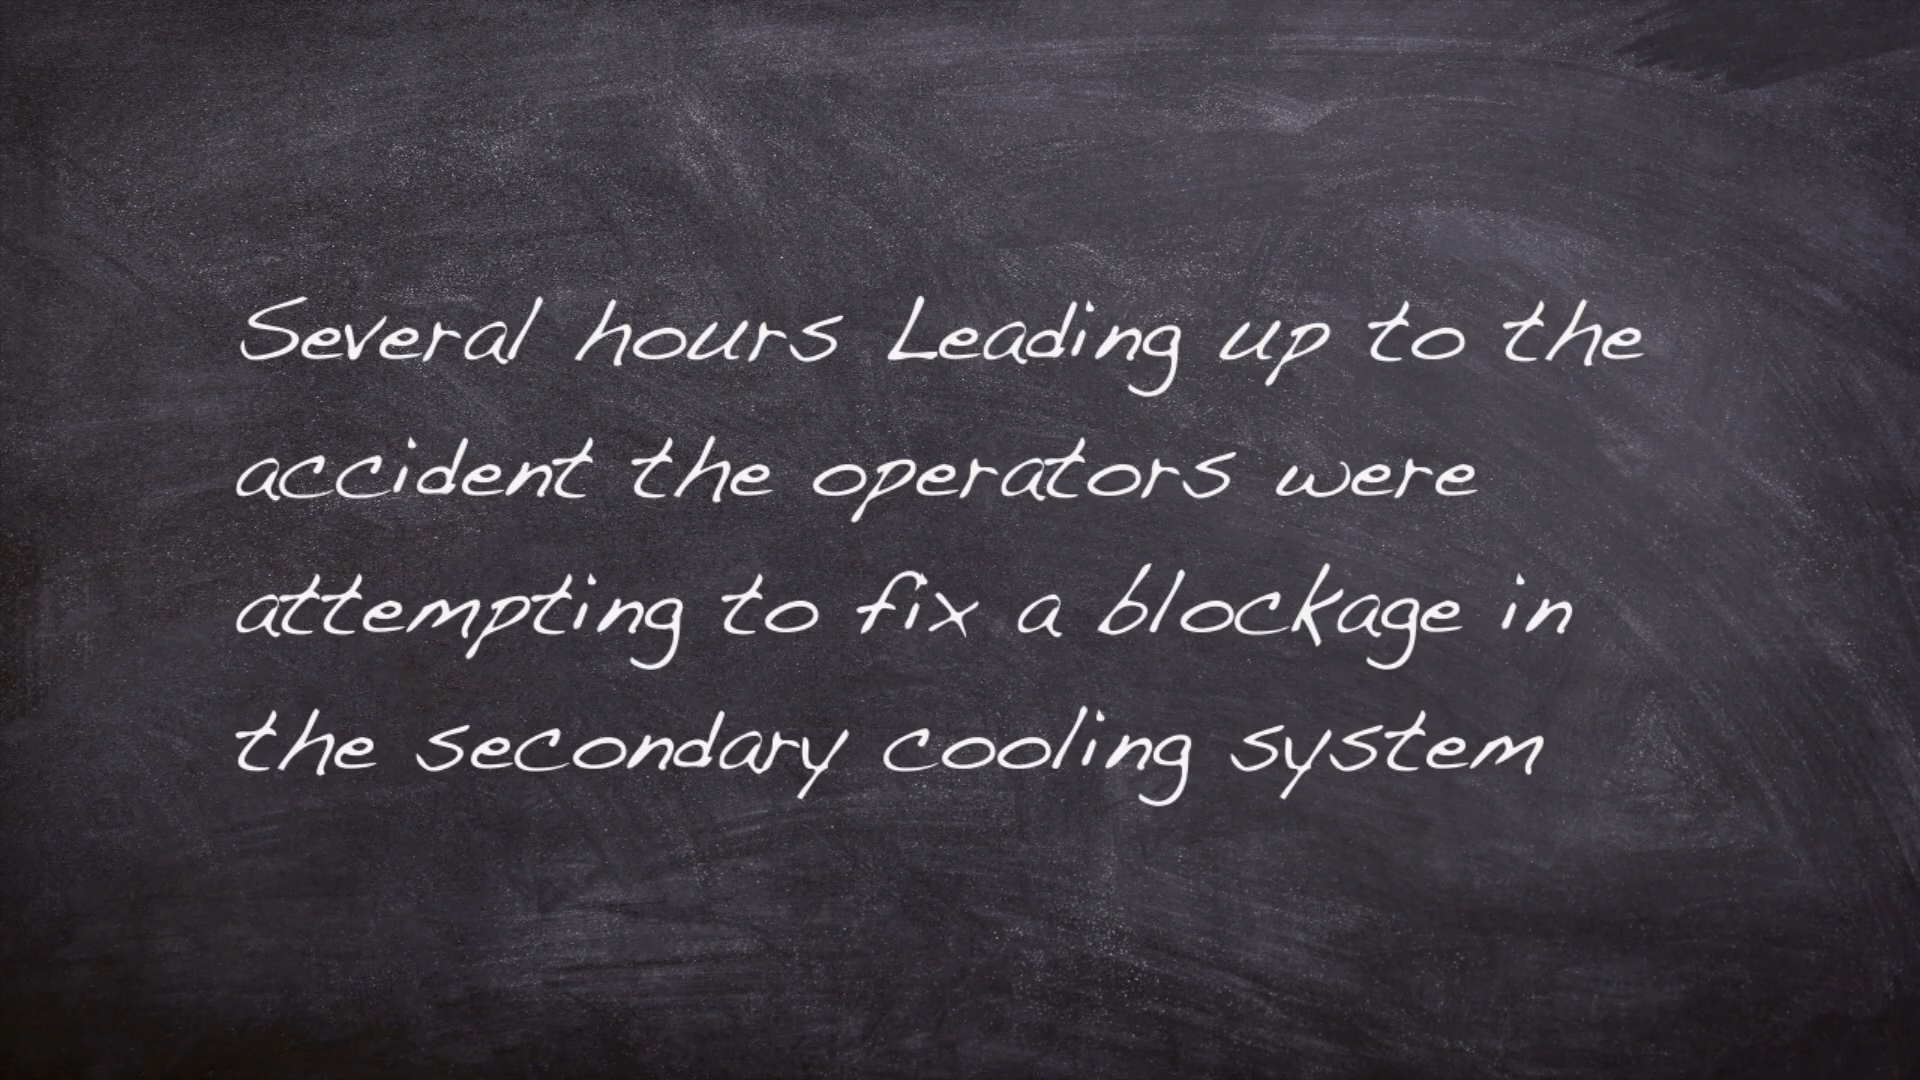 Several hours Leading up to the
accident the operators were
attempting to fix a blockage in
the secondary cooling system